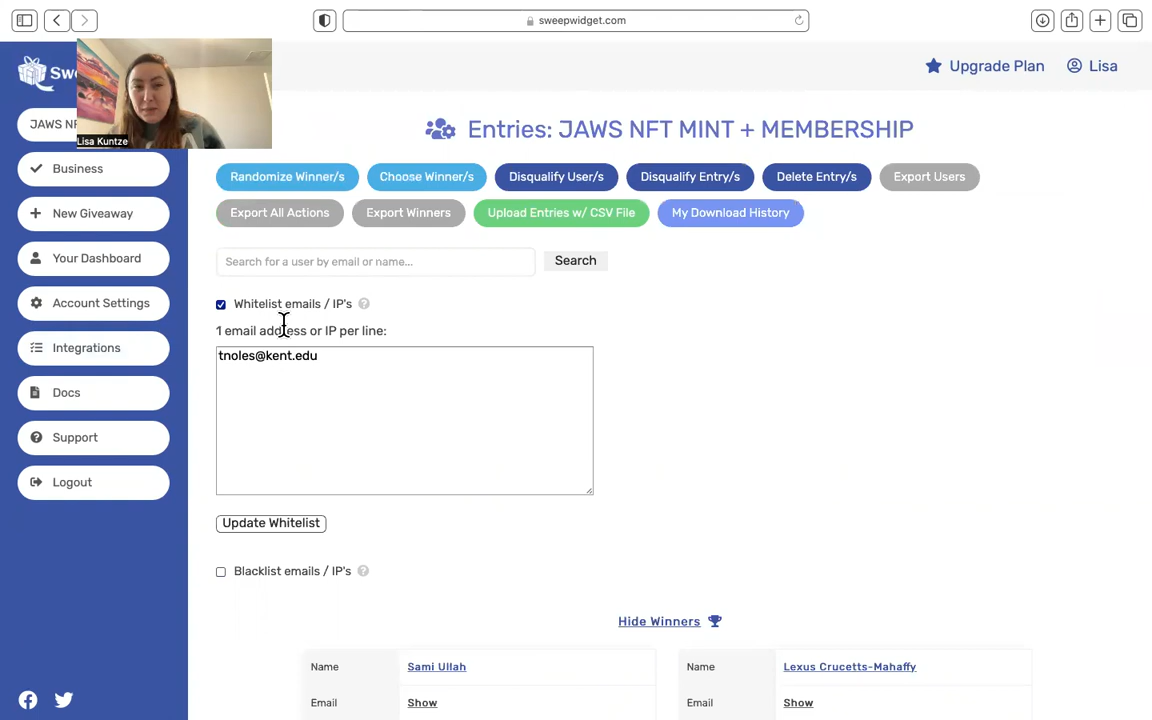 sweepwidget.com
Swe
Upgrade Plan
Lisa
Lisa Kuntze
JAWS NF
Business
New Giveaway
Your Dashboard
Account Settings
Integrations
Docs
Support
Logout
Entries: JAWS NFT MINT + MEMBERSHIP
Randomize Winner/s
Choose Winner/s
Disqualify User/s
Disqualify Entry/s
Delete Entry/s
Export Users
Export All Actions
Export Winners
Upload Entries w/ CSV File
My Download History
Search for a user by email or name...
Search
Whitelist emails / IP's ?
1 email address or IP per line:
tnoles@kent.edu
Update Whitelist
Blacklist emails / IP's ?
Hide Winners
Name Sami Ullah
Email Show
Name Lexus Crucetts-Mahaffy
Email Show